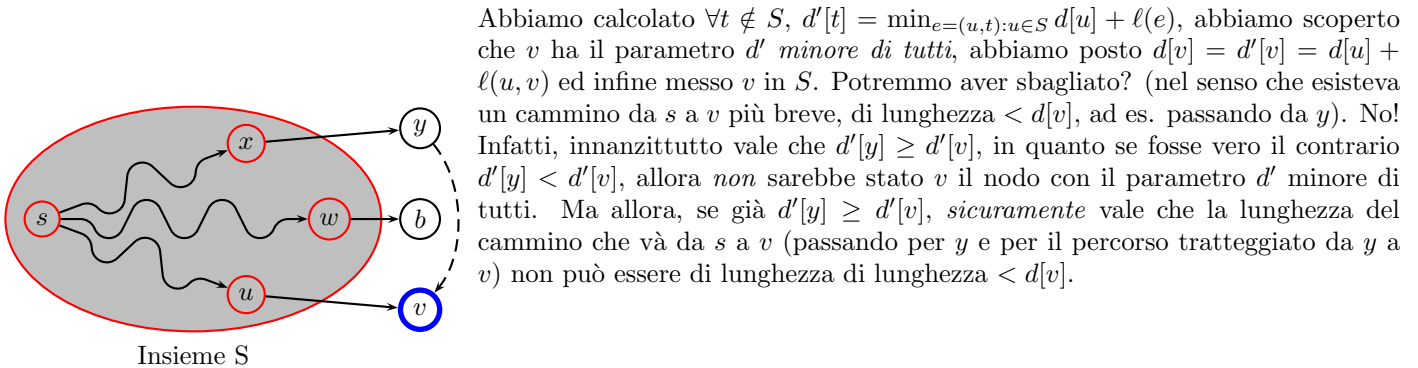 Abbiamo calcolato ∀t ∉ S, d′[t] = min_{e=(u,t):u∈S} d[u] + ℓ(e), abbiamo scoperto
che v ha il parametro d′ minore di tutti, abbiamo posto d[v] = d′[v] = d[u] +
ℓ(u, v) ed infine messo v in S. Potremmo aver sbagliato? (nel senso che esisteva
un cammino da s a v più breve, di lunghezza < d[v], ad es. passando da y). No!
Infatti, innanzittutto vale che d′[y] ≥ d′[v], in quanto se fosse vero il contrario
d′[y] < d′[v], allora non sarebbe stato v il nodo con il parametro d′ minore di
tutti. Ma allora, se già d′[y] ≥ d′[v], sicuramente vale che la lunghezza del
cammino che và da s a v (passando per y e per il percorso tratteggiato da y a
v) non può essere di lunghezza di lunghezza < d[v].
y
x
s
w
b
u
v
Insieme S